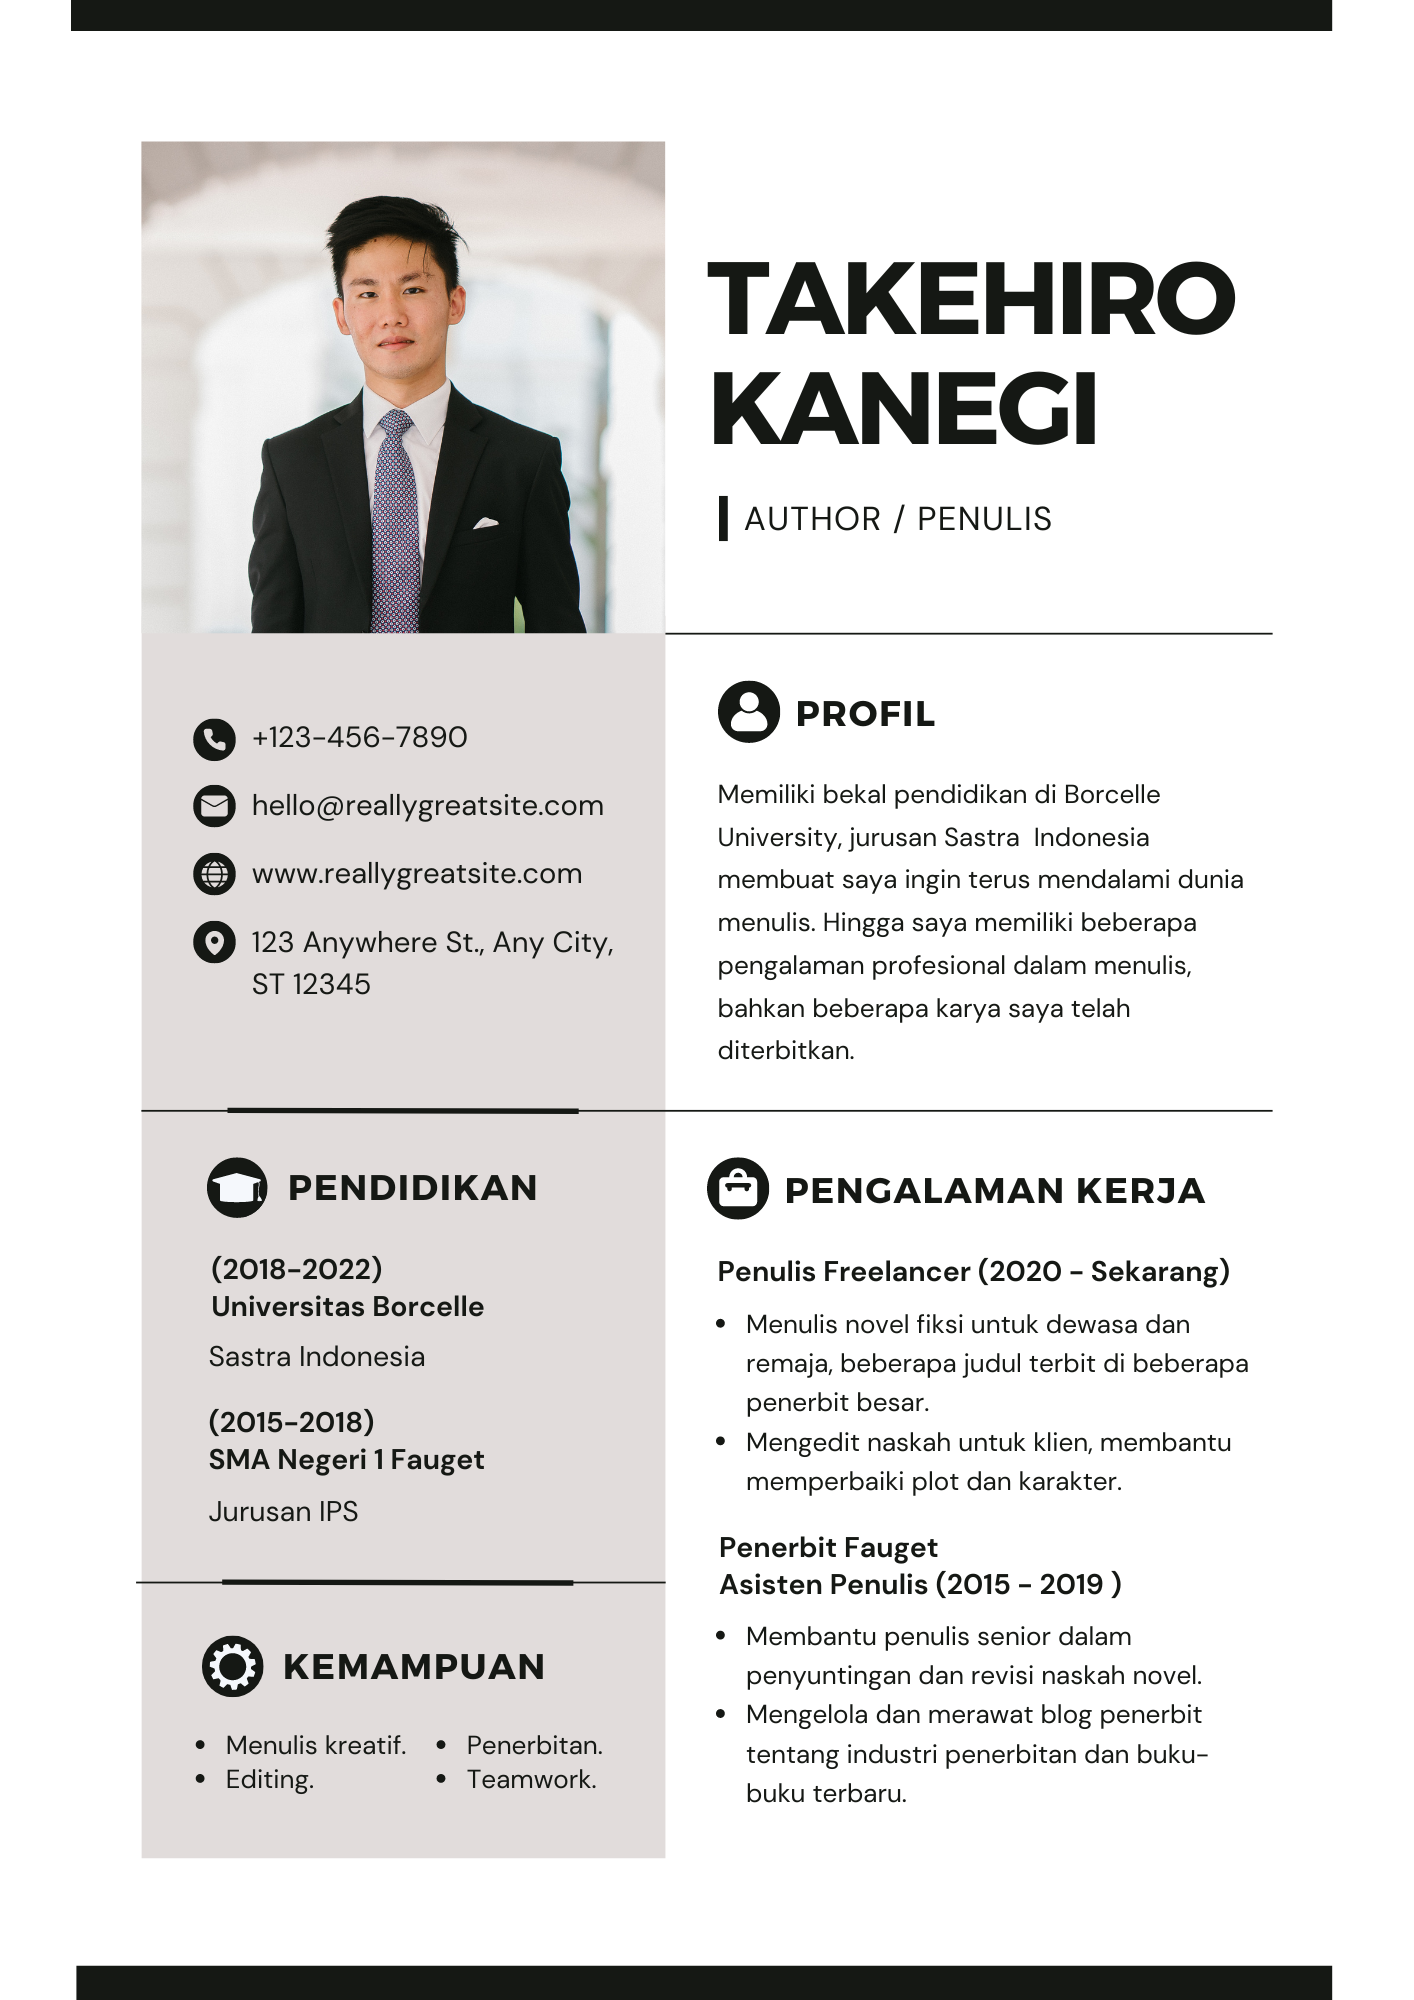 TAKEHIRO
KANEGI
AUTHOR / PENULIS
+123-456-7890
hello@reallygreatsite.com
www.reallygreatsite.com
123 Anywhere St., Any City,
ST 12345
PROFIL
Memiliki bekal pendidikan di Borcelle
University, jurusan Sastra  Indonesia
membuat saya ingin terus mendalami dunia
menulis. Hingga saya memiliki beberapa
pengalaman profesional dalam menulis,
bahkan beberapa karya saya telah
diterbitkan.
PENDIDIKAN
(2018-2022)
Universitas Borcelle
Sastra Indonesia
(2015-2018)
SMA Negeri 1 Fauget
Jurusan IPS
KEMAMPUAN
• Menulis kreatif.
• Editing.
• Penerbitan.
• Teamwork.
PENGALAMAN KERJA
Penulis Freelancer (2020 - Sekarang)
• Menulis novel fiksi untuk dewasa dan
remaja, beberapa judul terbit di beberapa
penerbit besar.
• Mengedit naskah untuk klien, membantu
memperbaiki plot dan karakter.
Penerbit Fauget
Asisten Penulis (2015 - 2019 )
• Membantu penulis senior dalam
penyuntingan dan revisi naskah novel.
• Mengelola dan merawat blog penerbit
tentang industri penerbitan dan buku-
buku terbaru.